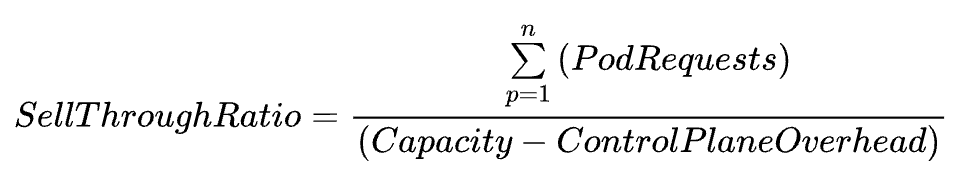 n
∑ (PodRequests)
p=1
SellThroughRatio =
(Capacity − ControlPlaneOverhead)